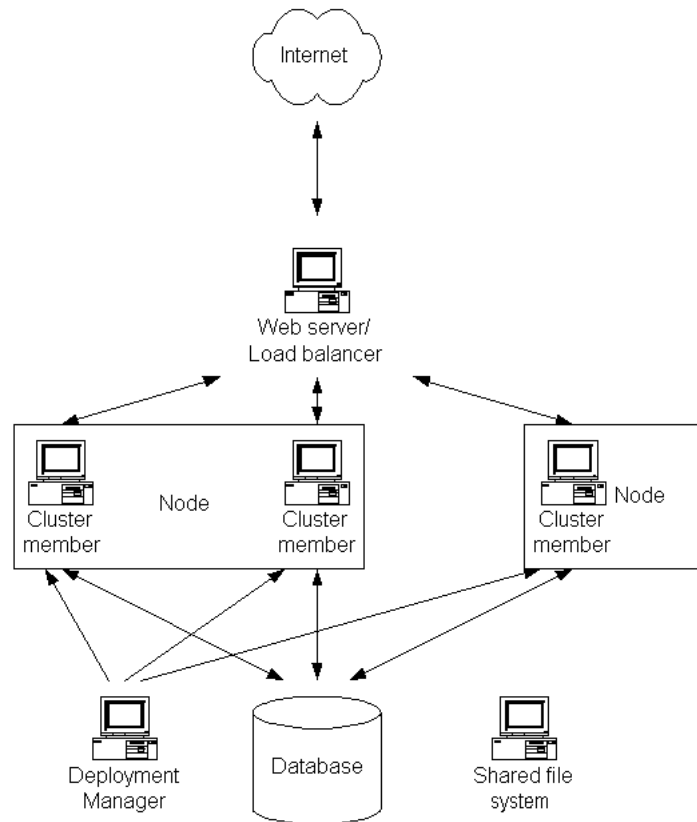 Internet
Web server/
Load balancer
Cluster
member
Node
Cluster
member
Cluster
member
Node
Deployment
Manager
Database
Shared file
system